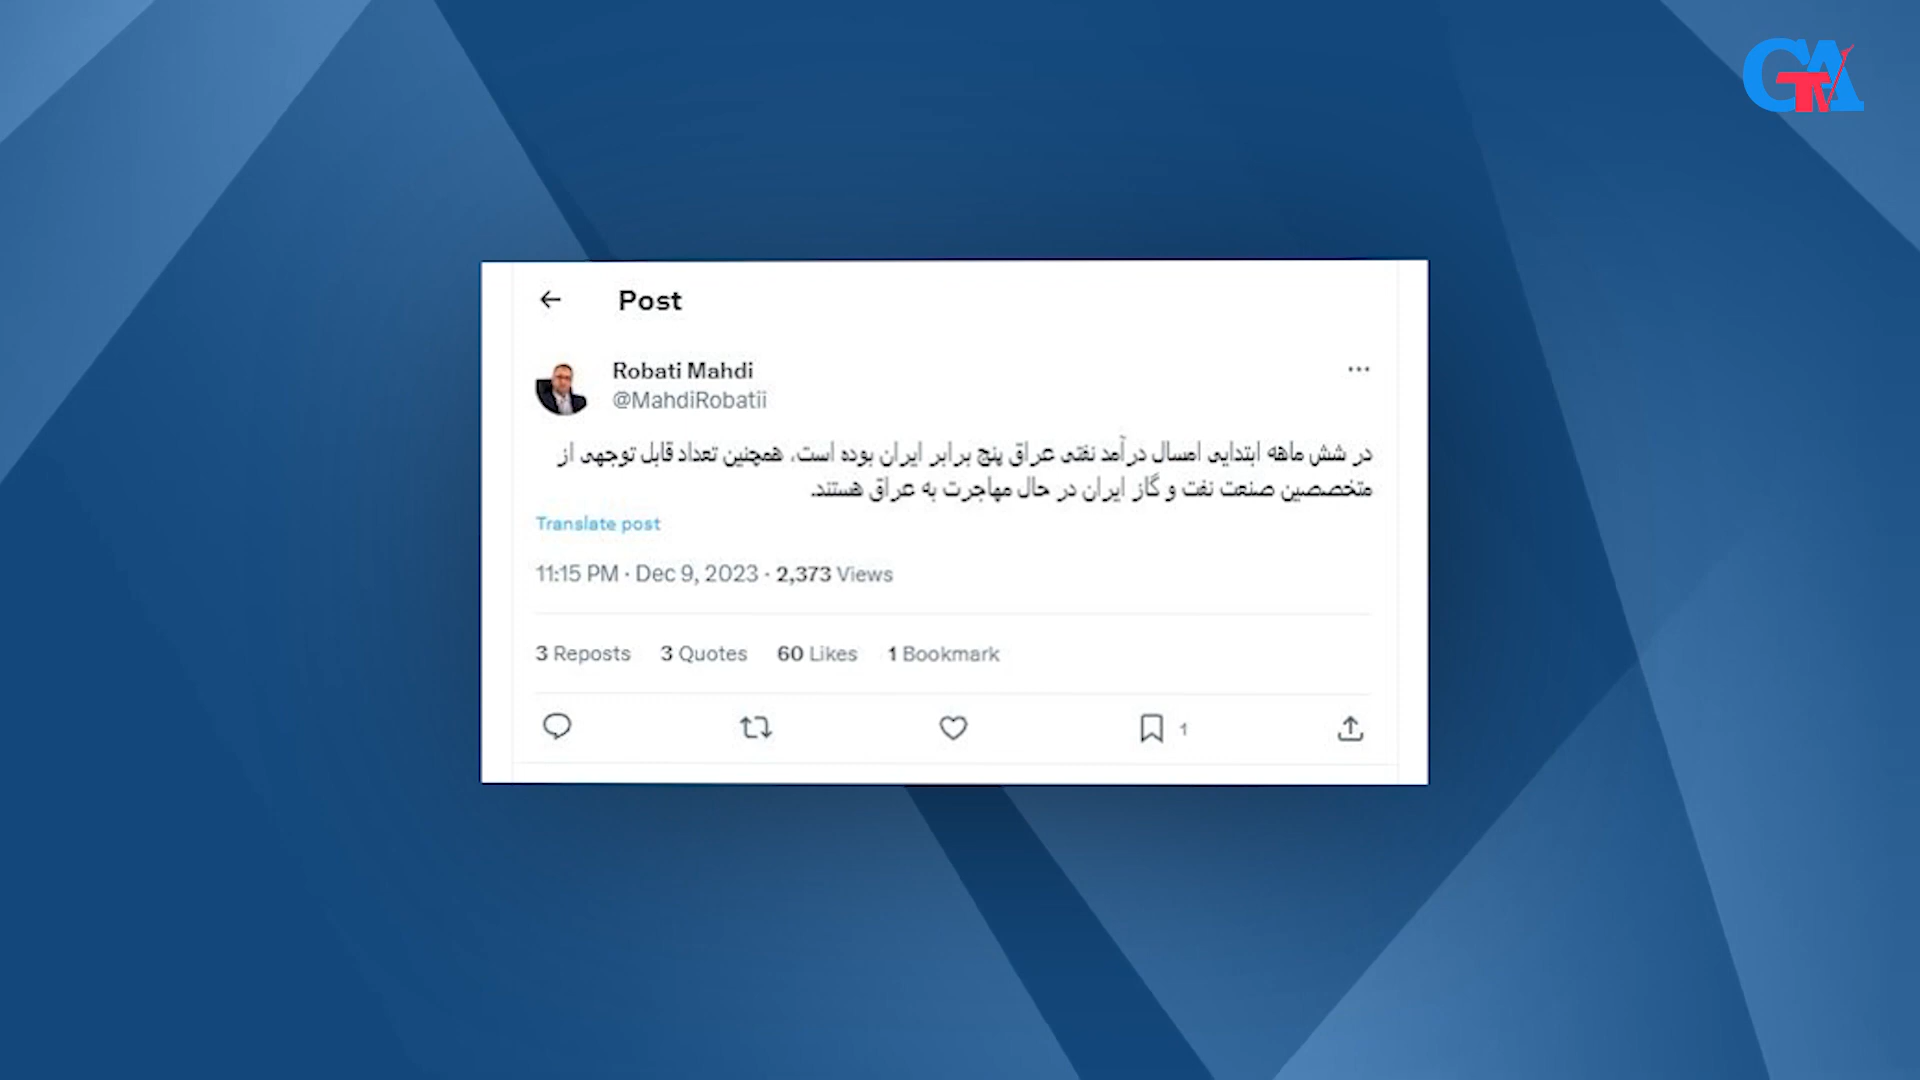 GTVA
Post
Robati Mahdi
@MahdiRobatii
در شش ماهه ابتدایی امسال درآمد نفتی عراق پنج برابر ایران بوده است، همچنین تعداد قابل توجهی از
متخصصین صنعت نفت و گاز ایران در حال مهاجرت به عراق هستند.
Translate post
11:15 PM · Dec 9, 2023 · 2,373 Views
3 Reposts 3 Quotes 60 Likes 1 Bookmark
1